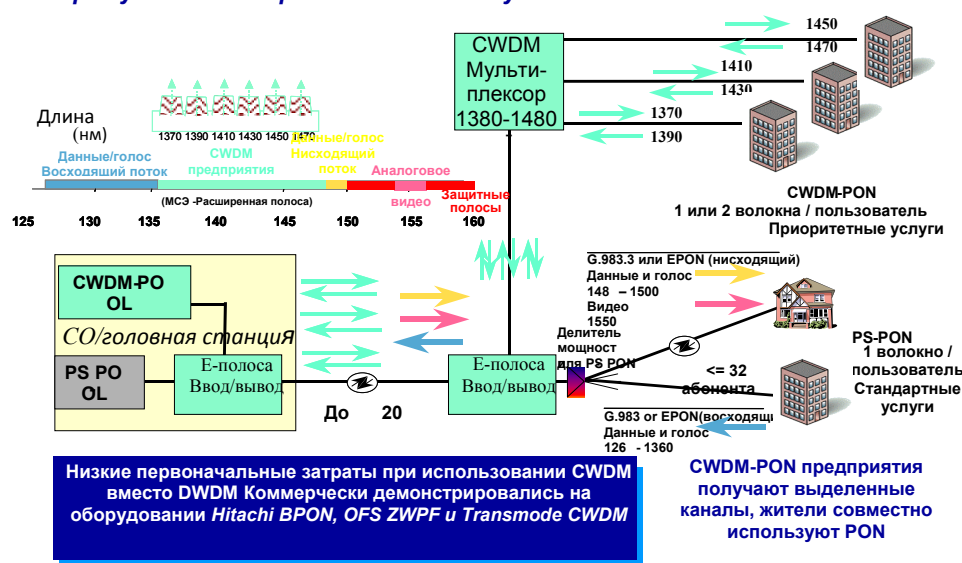 CWDM
Мульти-
плексор
1380-1480
1450
1470
1410
1430
1370
1390
Длина
(нм)
1370 1390 1410 1430 1450 1470
Данные/голос
Восходящий поток
CWDM
предприятия
Данные/голос
Нисходящий
поток
Аналоговое
видео
Защитные
полосы
(МСЭ -Расширенная полоса)
125 130 135 140 145 150 155 160
CWDM-PON
1 или 2 волокна / пользователь
Приоритетные услуги
CWDM-PO
OL
CO/головная станция
PS PO
OL
Е-полоса
Ввод/вывод
До 20
Е-полоса
Ввод/вывод
G.983.3 или EPON (нисходящий)
Данные и голос
148 – 1500
Видео
1550
Делитель
мощност
для PS PON
<= 32
абонента
PS-PON
1 волокно /
пользователь
Стандартные
услуги
G.983 or EPON(восходящи
Данные и голос
126 - 1360
Низкие первоначальные затраты при использовании CWDM
вместо DWDM Коммерчески демонстрировались на
оборудовании Hitachi BPON, OFS ZWPF и Transmode CWDM
CWDM-PON предприятия
получают выделенные
каналы, жители совместно
используют PON